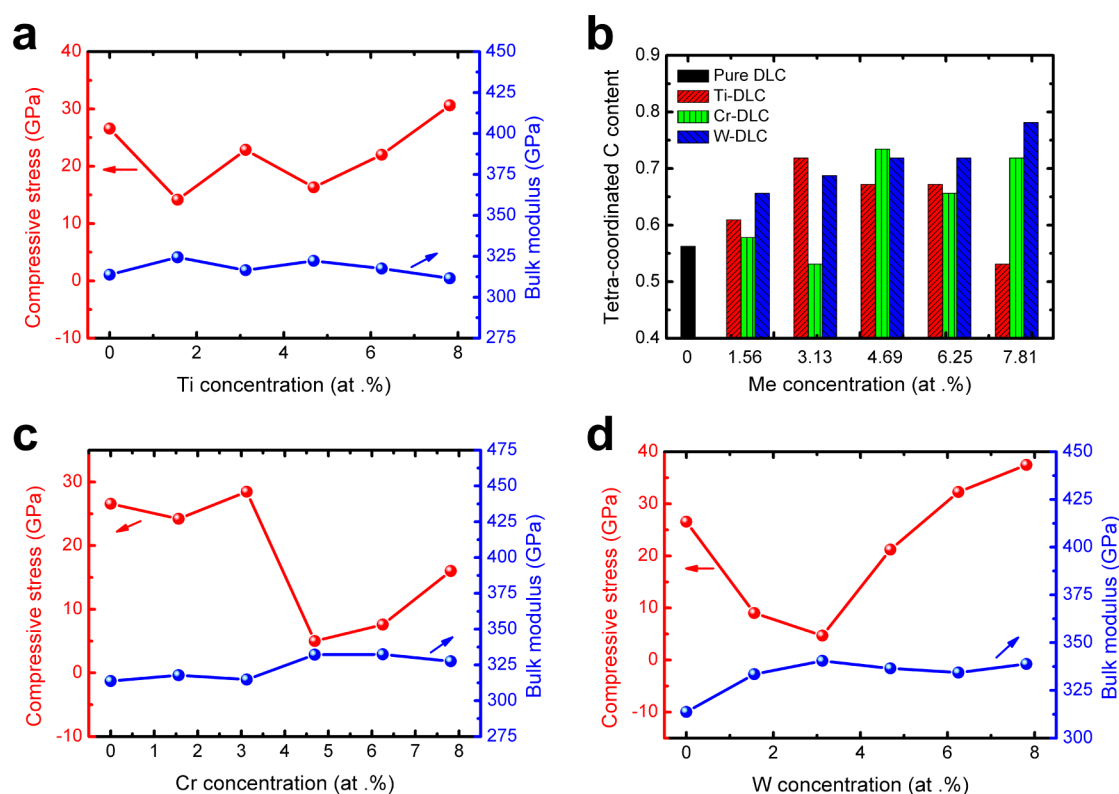 a
40
30
20
10
0
-10
Compressive stress (GPa)
450
425
400
375
350
325
300
275
Bulk modulus (GPa)
0 2 4 6 8
Ti concentration (at .%)
b
0.9
0.8
0.7
0.6
0.5
0.4
Tetra-coordinated C content
Pure DLC
Ti-DLC
Cr-DLC
W-DLC
0 1.56 3.13 4.69 6.25 7.81
Me concentration (at .%)
c
30
20
10
0
-10
Compressive stress (GPa)
475
450
425
400
375
350
325
300
275
Bulk modulus (GPa)
0 1 2 3 4 5 6 7 8
Cr concentration (at .%)
d
40
30
20
10
0
-10
Compressive stress (GPa)
450
425
400
375
350
325
300
Bulk modulus (GPa)
0 2 4 6 8
W concentration (at .%)